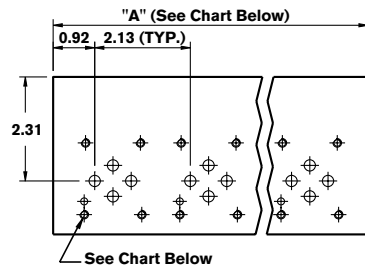 "A" (See Chart Below)
0.92 2.13 (TYP.)
2.31
See Chart Below